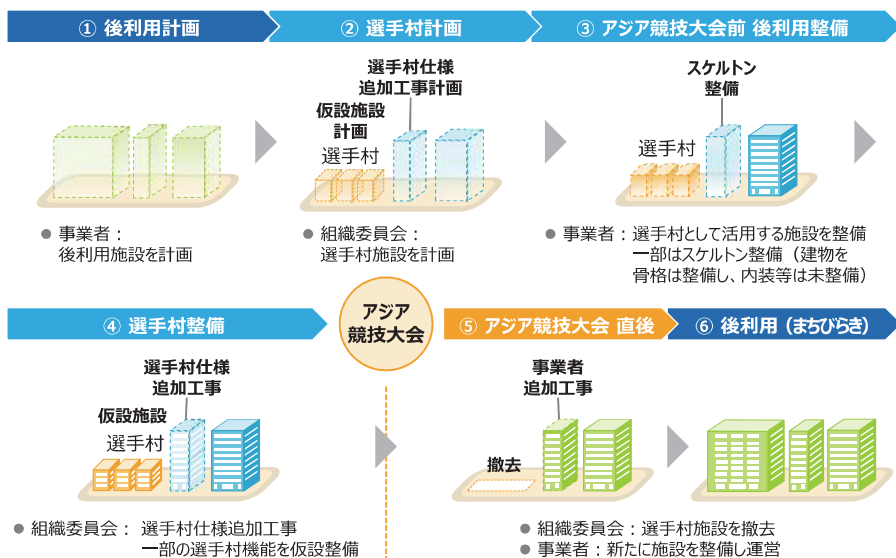 ① 後利用計画
② 選手村計画
③ アジア競技大会前 後利用整備
選手村仕様
追加工事計画
仮設施設
計画
選手村
スケルトン
整備
選手村
● 事業者：
後利用施設を計画
● 組織委員会：
選手村施設を計画
● 事業者：選手村として活用する施設を整備
一部はスケルトン整備（建物を
骨格は整備し、内装等は未整備）
④ 選手村整備
アジア
競技大会
⑤ アジア競技大会 直後
⑥ 後利用（まちびらき）
選手村仕様
追加工事
仮設施設
選手村
事業者
追加工事
撤去
● 組織委員会： 選手村仕様追加工事
一部の選手村機能を仮設整備
● 組織委員会：選手村施設を撤去
● 事業者：新たに施設を整備し運営